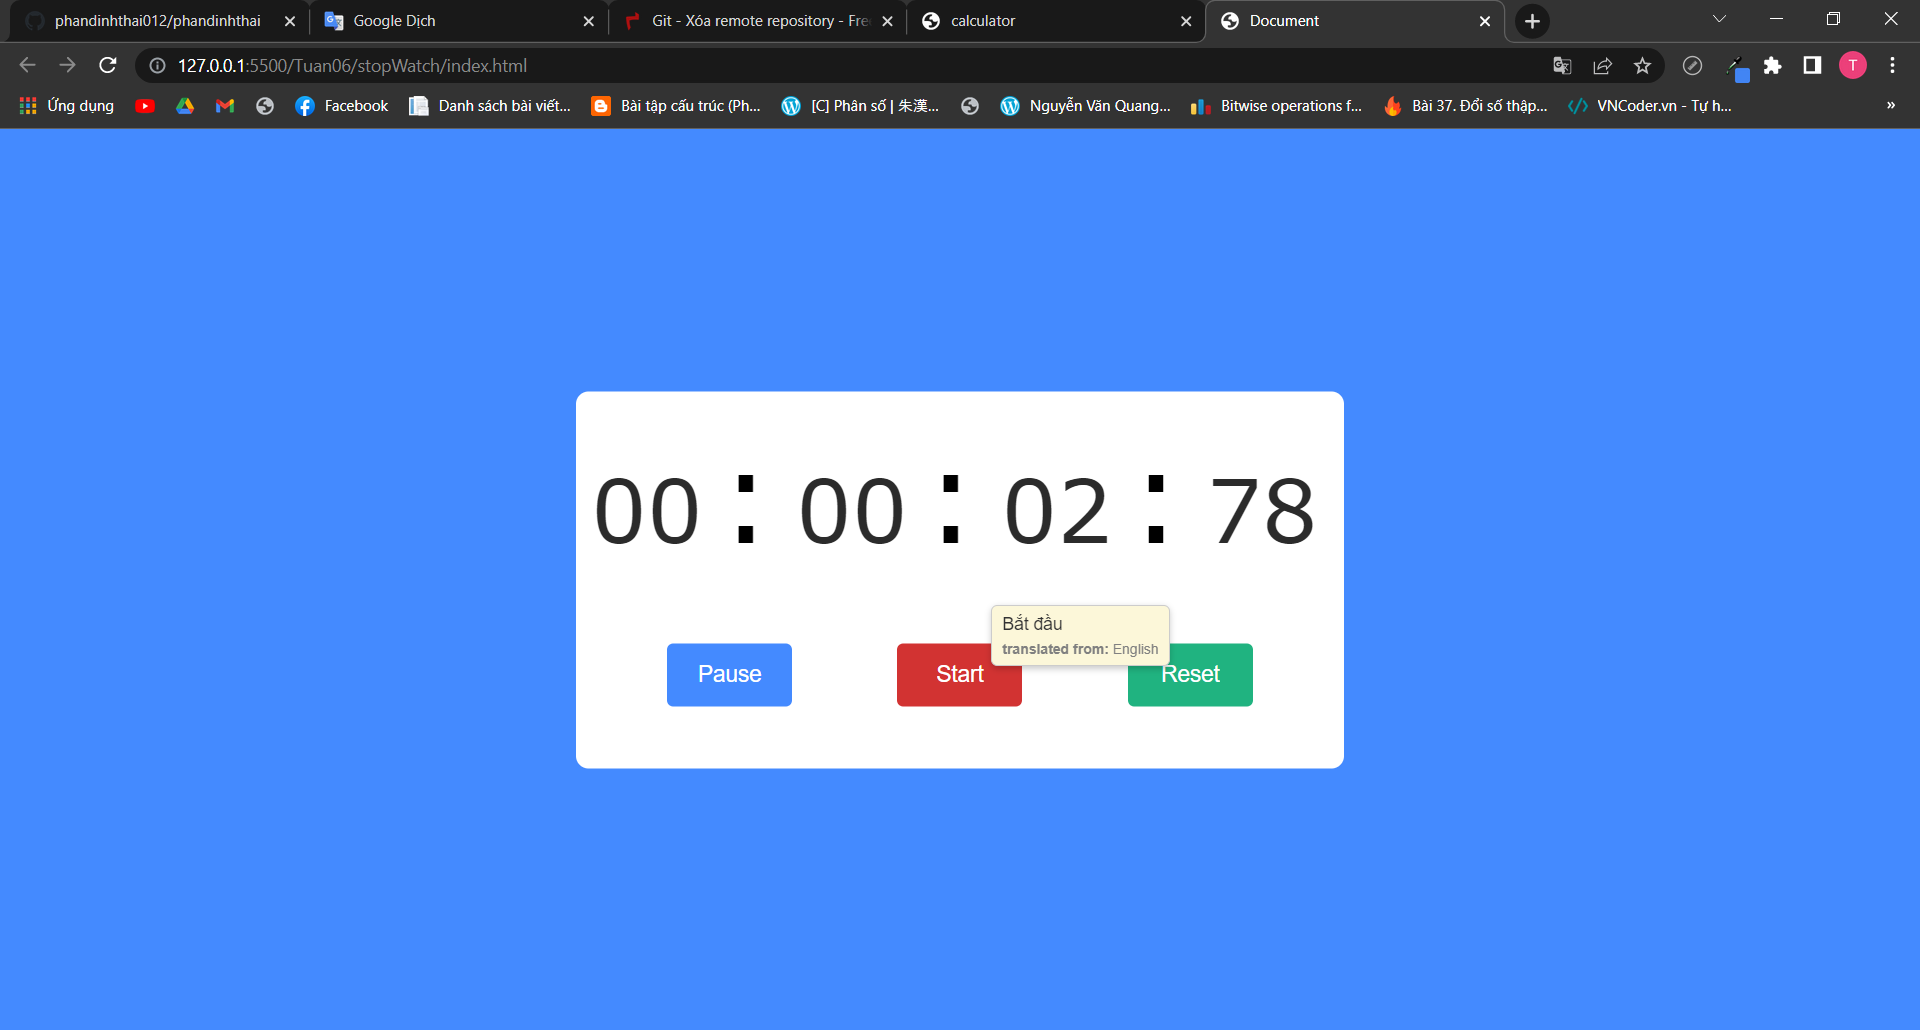 phandinhthai012/phandinhthai
Google Dịch
Git - Xóa remote repository - Fre
calculator
Document
127.0.0.1:5500/Tuan06/stopWatch/index.html
T
Ứng dụng
Facebook
Danh sách bài viết...
Bài tập cấu trúc (Ph...
[C] Phân số | 朱漢...
Nguyễn Văn Quang...
Bitwise operations f...
Bài 37. Đổi số thập...
VNCoder.vn - Tự h...
»
00 : 00 : 02 : 78
Bắt đầu
translated from: English
Pause
Start
Reset